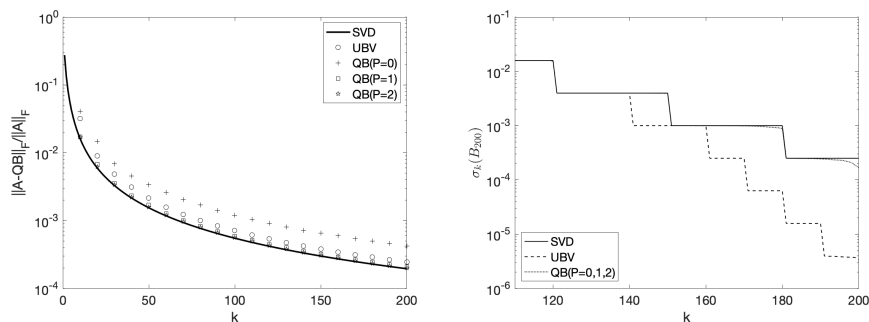 10^0
10^-1
10^-2
10^-3
10^-4
||A-QB||_F/||A||_F
0
50
100
150
200
k
SVD
UBV
QB(P=0)
QB(P=1)
QB(P=2)
10^-1
10^-2
10^-3
10^-4
10^-5
10^-6
σ_k(B_200)
120
140
160
180
200
k
SVD
UBV
QB(P=0,1,2)